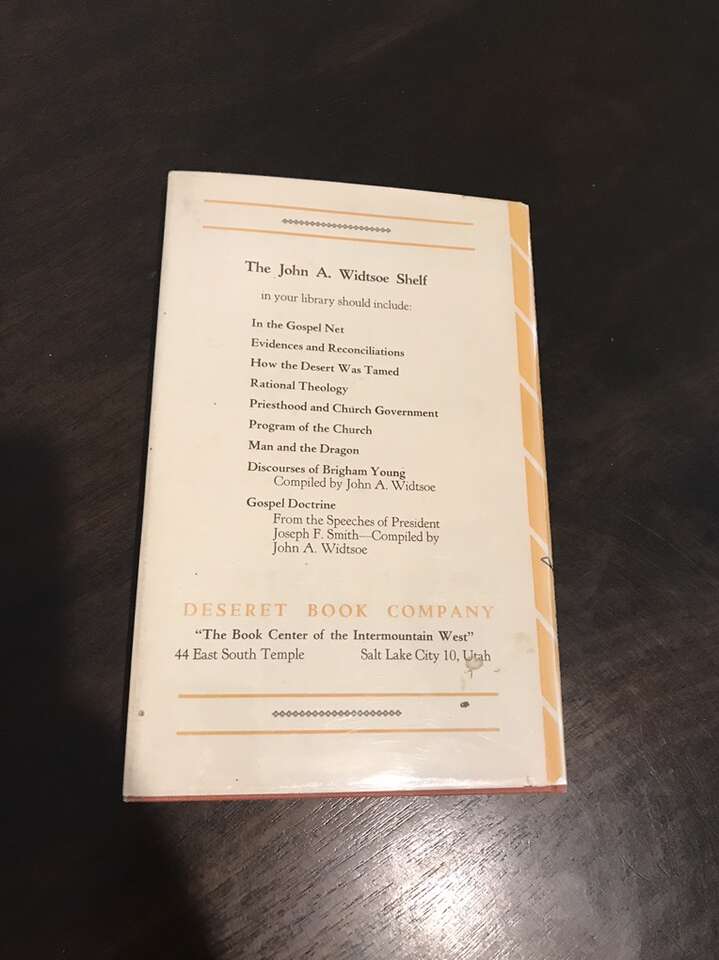 The John A. Widtsoe Shelf
in your library should include:
In the Gospel Net
Evidences and Reconciliations
How the Desert Was Tamed
Rational Theology
Priesthood and Church Government
Program of the Church
Man and the Dragon
Discourses of Brigham Young
Compiled by John A. Widtsoe
Gospel Doctrine
From the Speeches of President
Joseph F. Smith—Compiled by
John A. Widtsoe
DESERET BOOK COMPANY
"The Book Center of the Intermountain West"
44 East South Temple Salt Lake City 10, Utah